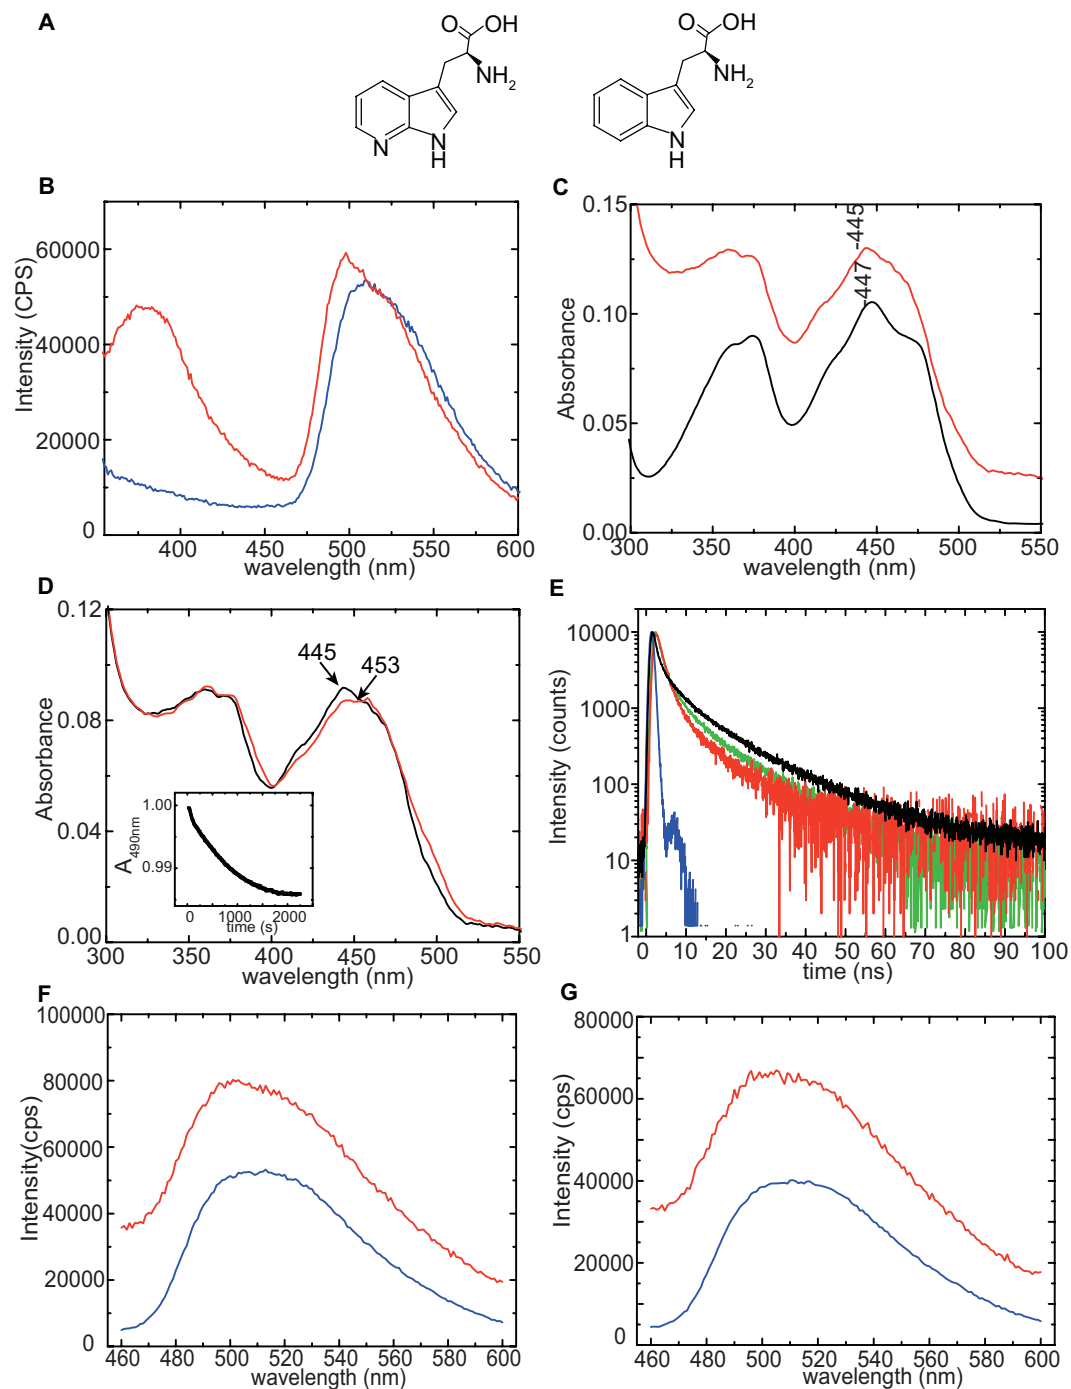 A
O OH
NH2
N
N
H
O OH
NH2
N
H
B
Intensity (CPS)
60000
40000
20000
0
400 450 500 550 600
wavelength (nm)
C
Absorbance
0.15
0.10
0.05
0.00
-445
-447
300 350 400 450 500 550
wavelength (nm)
D
Absorbance
0.12
0.08
0.04
0.00
445
453
A490nm
1.00
0.99
0 1000 2000
time (s)
300 350 400 450 500 550
wavelength (nm)
E
Intensity (counts)
10000
1000
100
10
1
0 10 20 30 40 50 60 70 80 90 100
time (ns)
F
Intensity(cps)
100000
80000
60000
40000
20000
0
460 480 500 520 540 560 580 600
wavelength (nm)
G
Intensity (cps)
80000
60000
40000
20000
0
460 480 500 520 540 560 580 600
wavelength (nm)